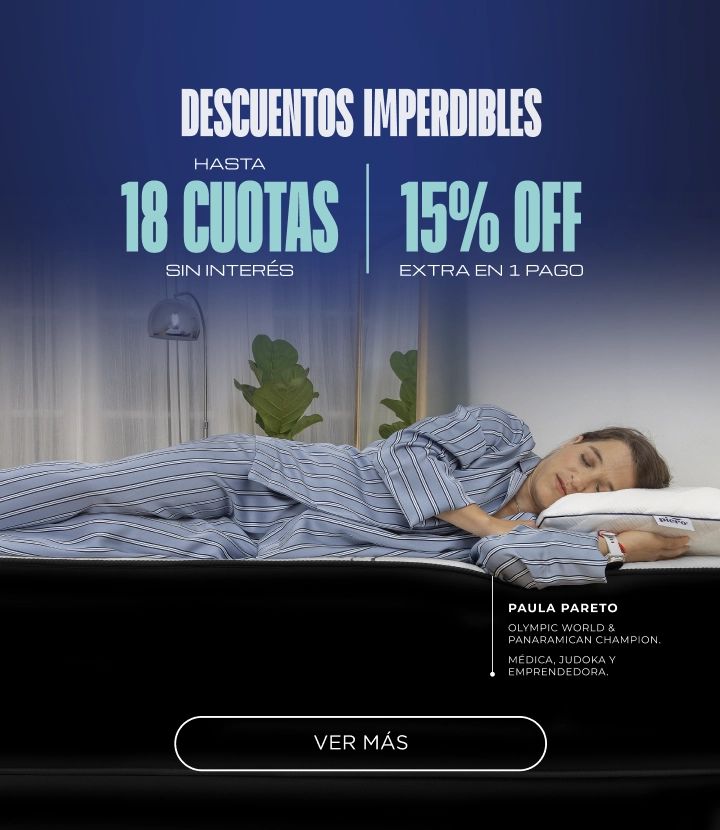 DESCUENTOS IMPERDIBLES
HASTA
18 CUOTAS
SIN INTERÉS
15% OFF
EXTRA EN 1 PAGO
piero
PAULA PARETO
OLYMPIC WORLD &
PANARAMICAN CHAMPION.
MÉDICA, JUDOKA Y
EMPRENDEDORA.
VER MÁS